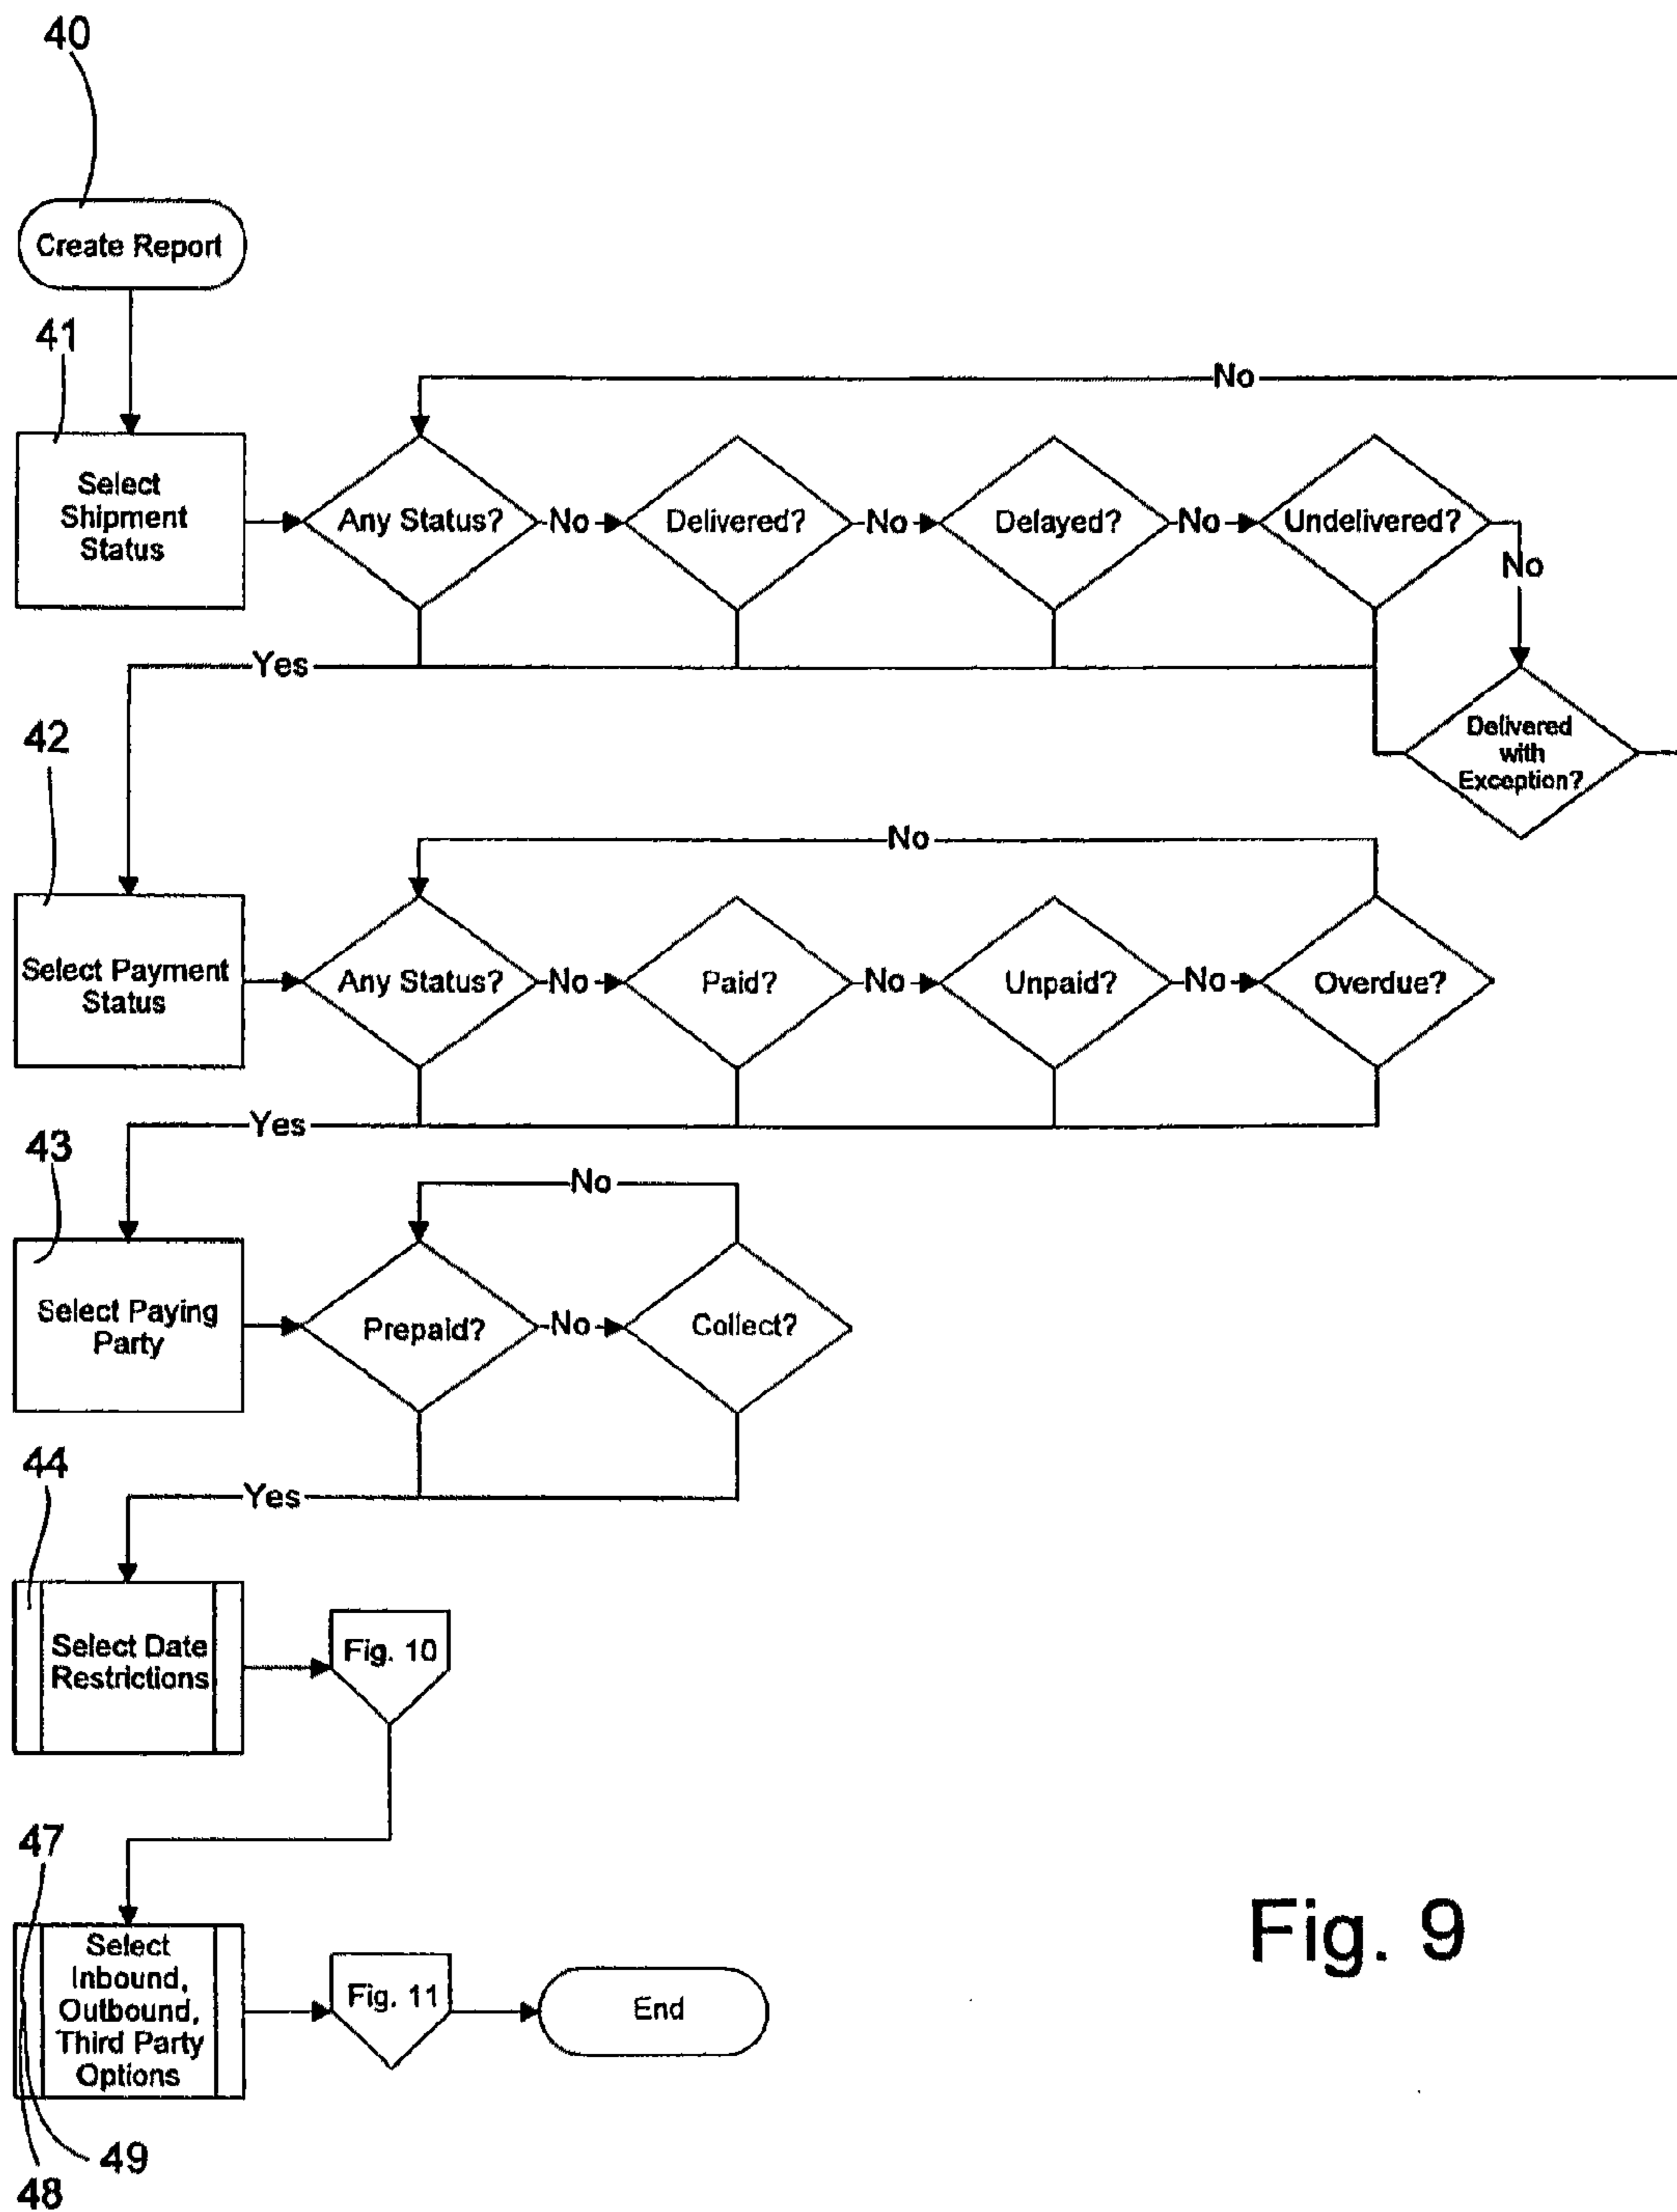 40
Create Report
41
No
Select
Shipment
Status
Any Status?
No
Delivered?
No
Delayed?
No
Undelivered?
No
Yes
Delivered
with
Exception?
42
No
Select Payment
Status
Any Status?
No
Paid?
No
Unpaid?
No
Overdue?
Yes
43
No
Select Paying
Party
Prepaid?
No
Collect?
44
Yes
Select Date
Restrictions
Fig. 10
47
Select
Inbound,
Outbound,
Third Party
Options
Fig. 11
End
Fig. 9
49
48